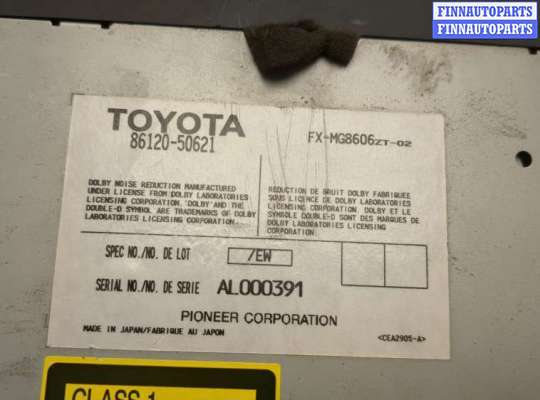 FINNAUTOPARTS
FINNAUTOPARTS
TOYOTA
86120-50621
FX-MG8606ZT-02
DOLBY NOISE REDUCTION MANUFACTURED
UNDER LICENSE FROM DOLBY LABORATORIES
LICENSING CORPORATION. 'DOLBY' AND THE
DOUBLE-D SYMBOL ARE TRADEMARKS OF DOLBY
LABORATORIES LICENSING CORPORATION.
REDUCTION DE BRUIT DOLBY FABRIQUEE
SOUS LICENCE DE DOLBY LABORATORIES
LICENSING CORPORATION. DOLBY ET LE
SYMBOLE DOUBLE-D SONT DES MARQUES DE
DOLBY LABORATORIES LICENSING
CORPORATION.
SPEC NO./NO. DE LOT /EW
SERIAL NO./NO. DE SERIE AL000391
PIONEER CORPORATION
MADE IN JAPAN/FABRIQUE AU JAPON
<CEA2905-A>
CLASS 1